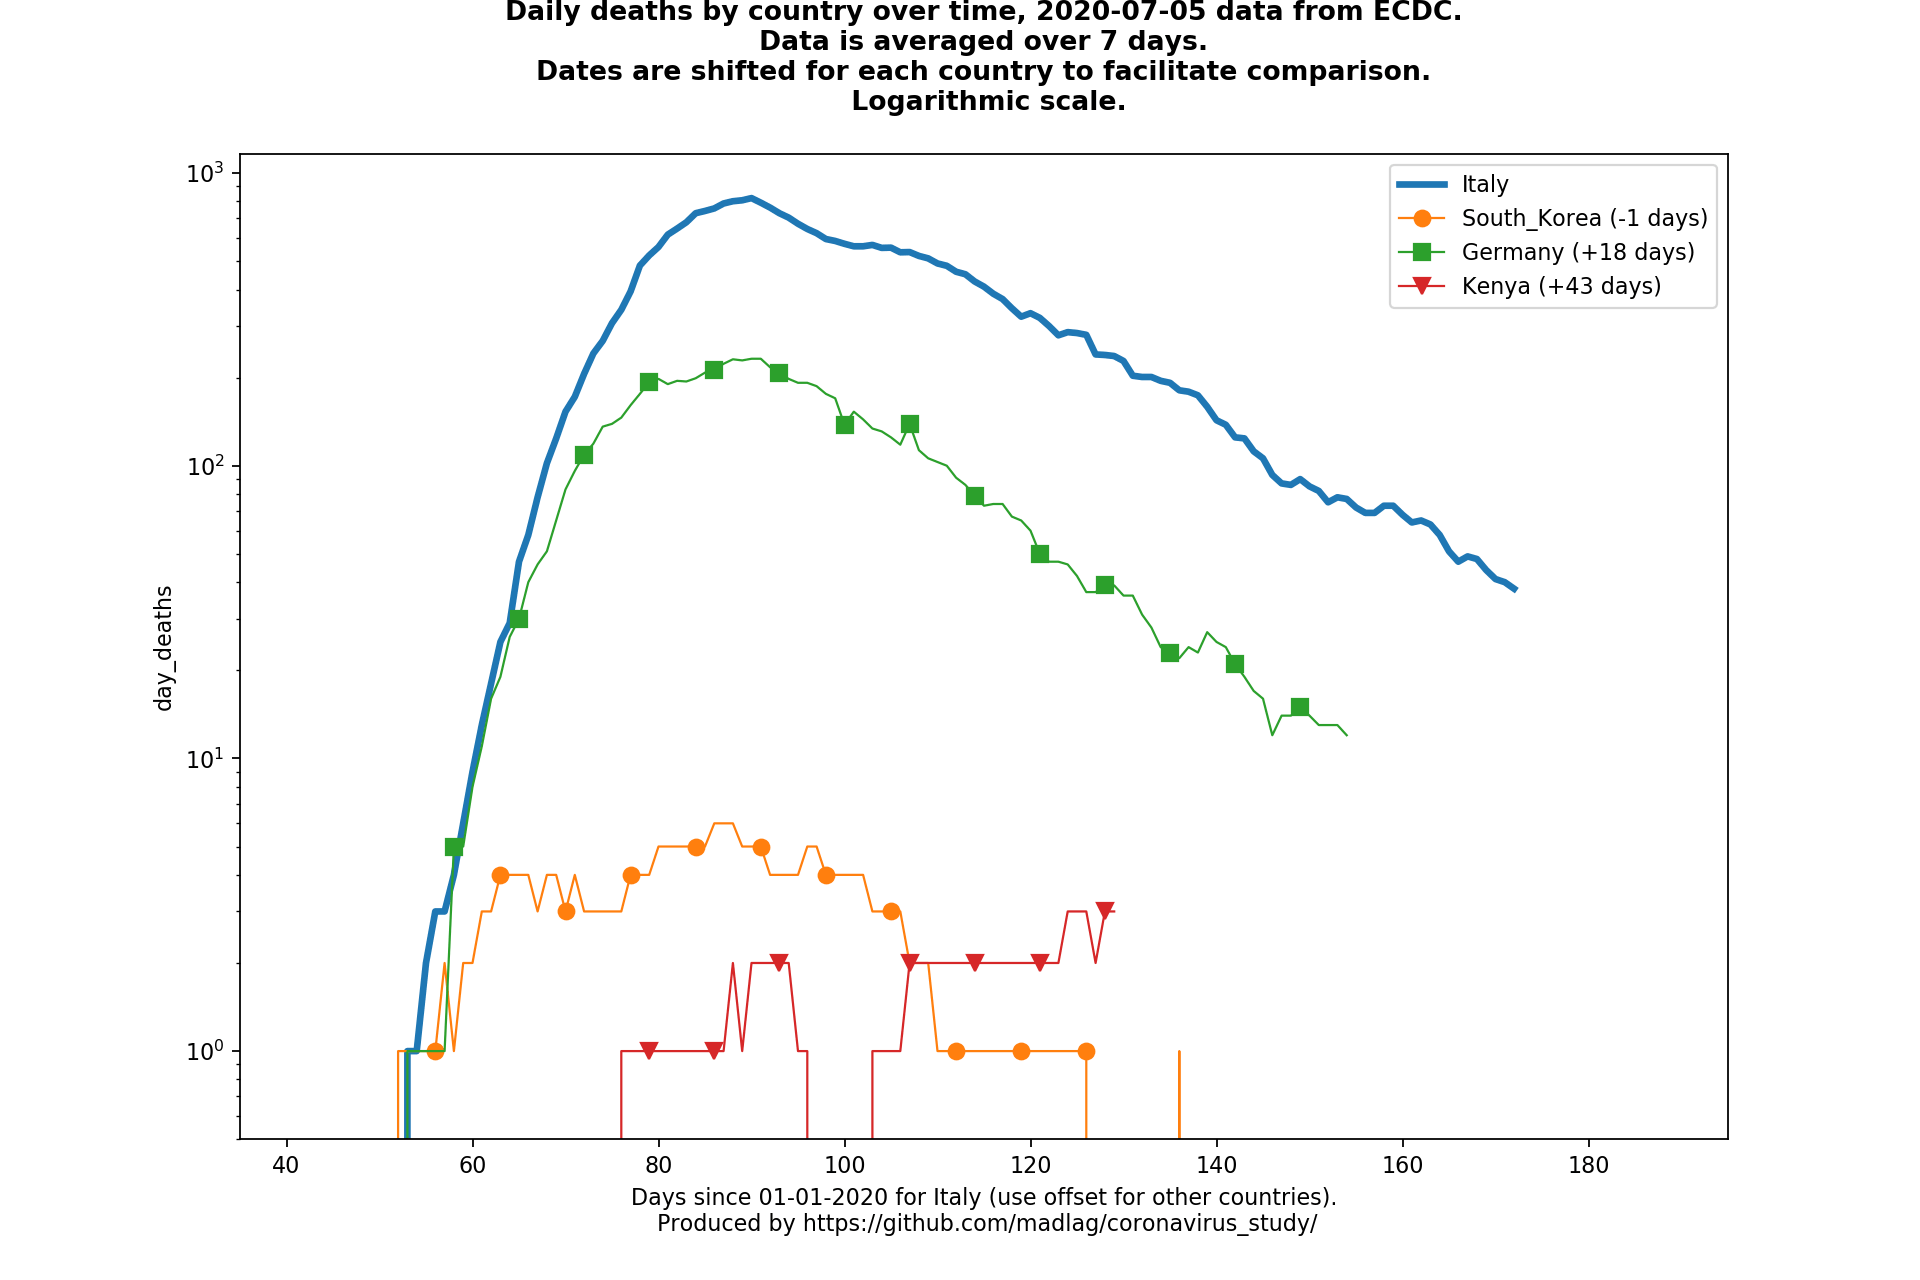 Daily deaths by country over time, 2020-07-05 data from ECDC.
Data is averaged over 7 days.
Dates are shifted for each country to facilitate comparison.
Logarithmic scale.
10³
Italy
South_Korea (-1 days)
Germany (+18 days)
Kenya (+43 days)
10²
day_deaths
10¹
10⁰
40 60 80 100 120 140 160 180
Days since 01-01-2020 for Italy (use offset for other countries).
Produced by https://github.com/madlag/coronavirus_study/